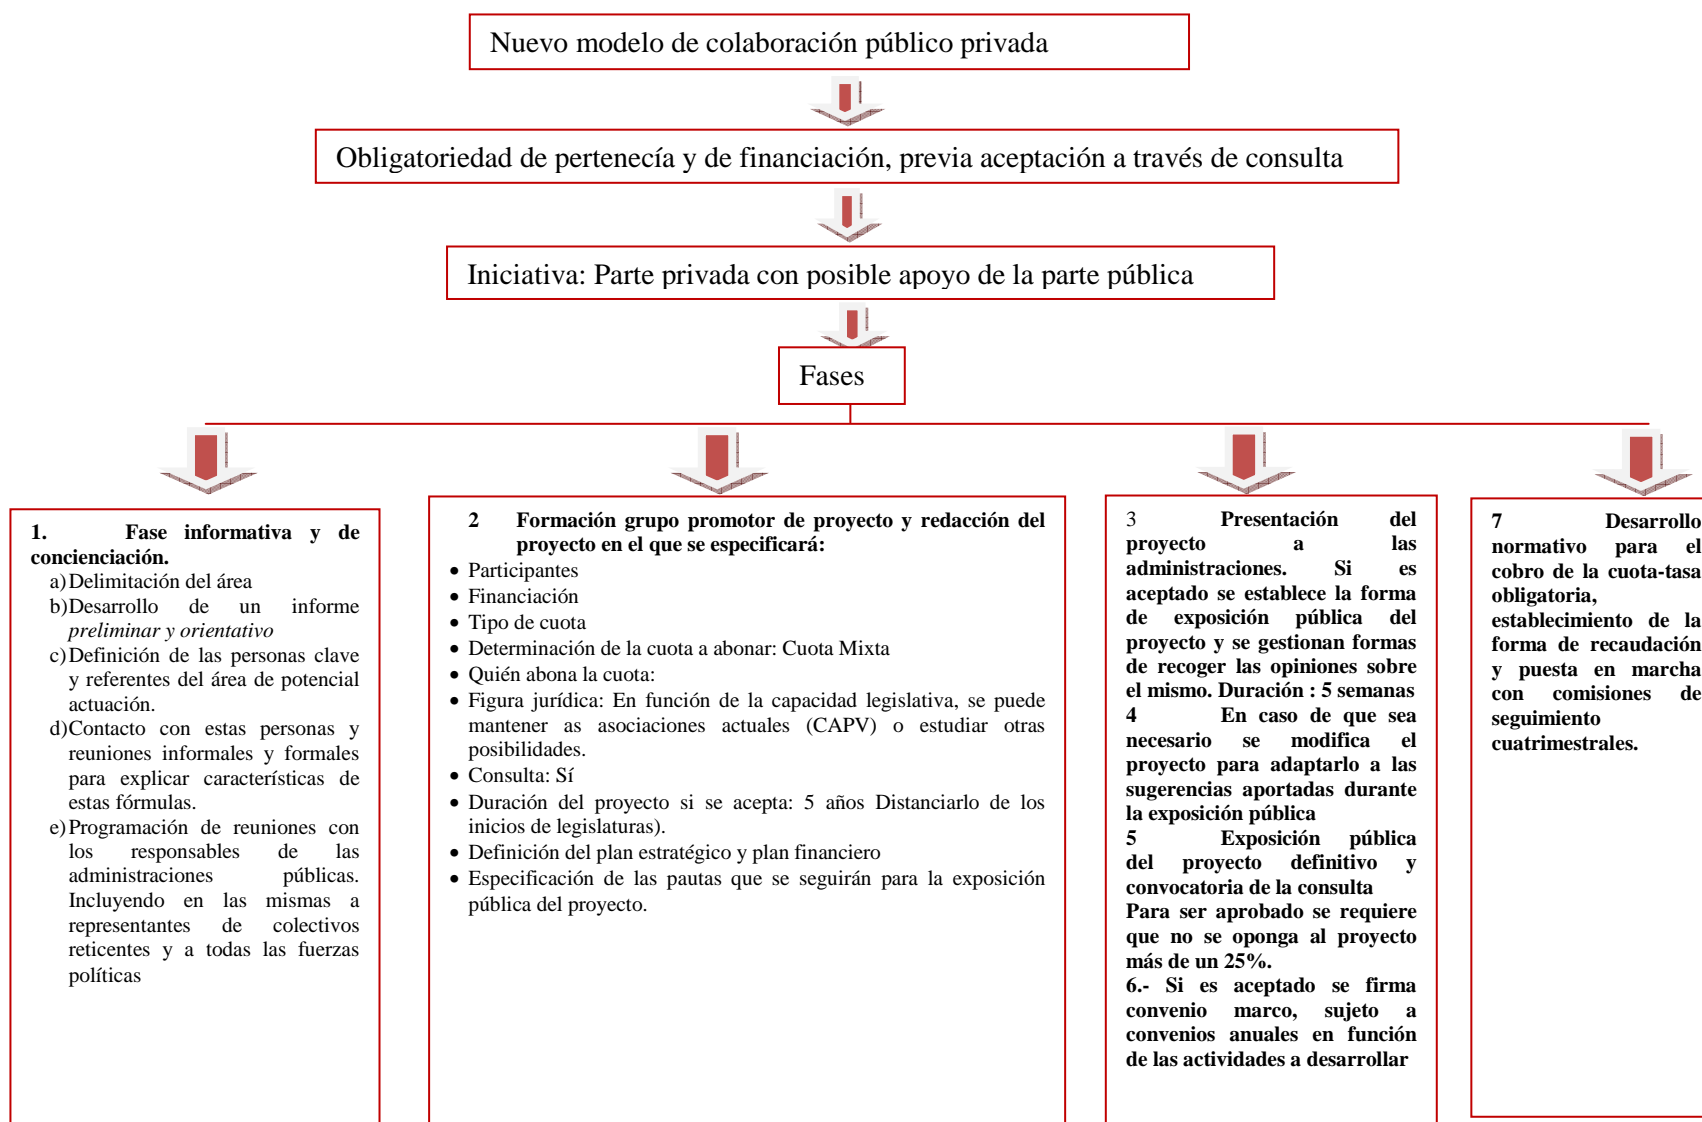 Nuevo modelo de colaboración público privada
Obligatoriedad de pertenecía y de financiación, previa aceptación a través de consulta
Iniciativa: Parte privada con posible apoyo de la parte pública
Fases
1. Fase informativa y de
concienciación.
a) Delimitación del área
b) Desarrollo de un informe
preliminar y orientativo
c) Definición de las personas clave
y referentes del área de potencial
actuación.
d) Contacto con estas personas y
reuniones informales y formales
para explicar características de
estas fórmulas.
e) Programación de reuniones con
los responsables de las
administraciones públicas.
Incluyendo en las mismas a
representantes de colectivos
reticentes y a todas las fuerzas
políticas
2 Formación grupo promotor de proyecto y redacción del
proyecto en el que se especificará:
• Participantes
• Financiación
• Tipo de cuota
• Determinación de la cuota a abonar: Cuota Mixta
• Quién abona la cuota:
• Figura jurídica: En función de la capacidad legislativa, se puede
mantener as asociaciones actuales (CAPV) o estudiar otras
posibilidades.
• Consulta: Sí
• Duración del proyecto si se acepta: 5 años Distanciarlo de los
inicios de legislaturas).
• Definición del plan estratégico y plan financiero
• Especificación de las pautas que se seguirán para la exposición
pública del proyecto.
3 Presentación del
proyecto a las
administraciones. Si es
aceptado se establece la forma
de exposición pública del
proyecto y se gestionan formas
de recoger las opiniones sobre
el mismo. Duración : 5 semanas
4 En caso de que sea
necesario se modifica el
proyecto para adaptarlo a las
sugerencias aportadas durante
la exposición pública
5 Exposición pública
del proyecto definitivo y
convocatoria de la consulta
Para ser aprobado se requiere
que no se oponga al proyecto
más de un 25%.
6.- Si es aceptado se firma
convenio marco, sujeto a
convenios anuales en función
de las actividades a desarrollar
7 Desarrollo
normativo para el
cobro de la cuota-tasa
obligatoria,
establecimiento de la
forma de recaudación
y puesta en marcha
con comisiones de
seguimiento
cuatrimestrales.